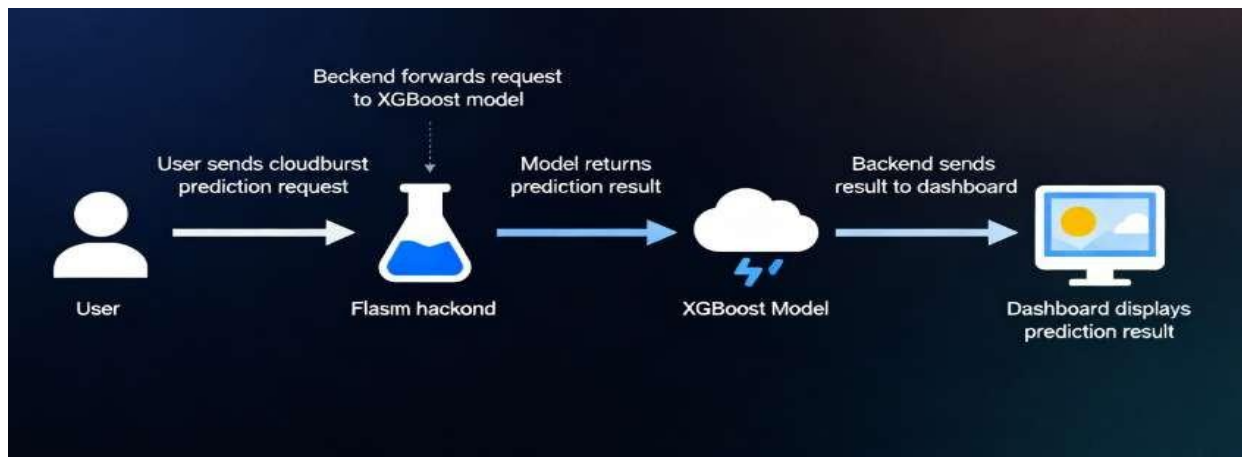 Beckend forwards request
to XGBoost model
User sends cloudburst
prediction request
Model returns
prediction result
Backend sends
result to dashboard
User
Flasm hackond
XGBoost Model
Dashboard displays
prediction result